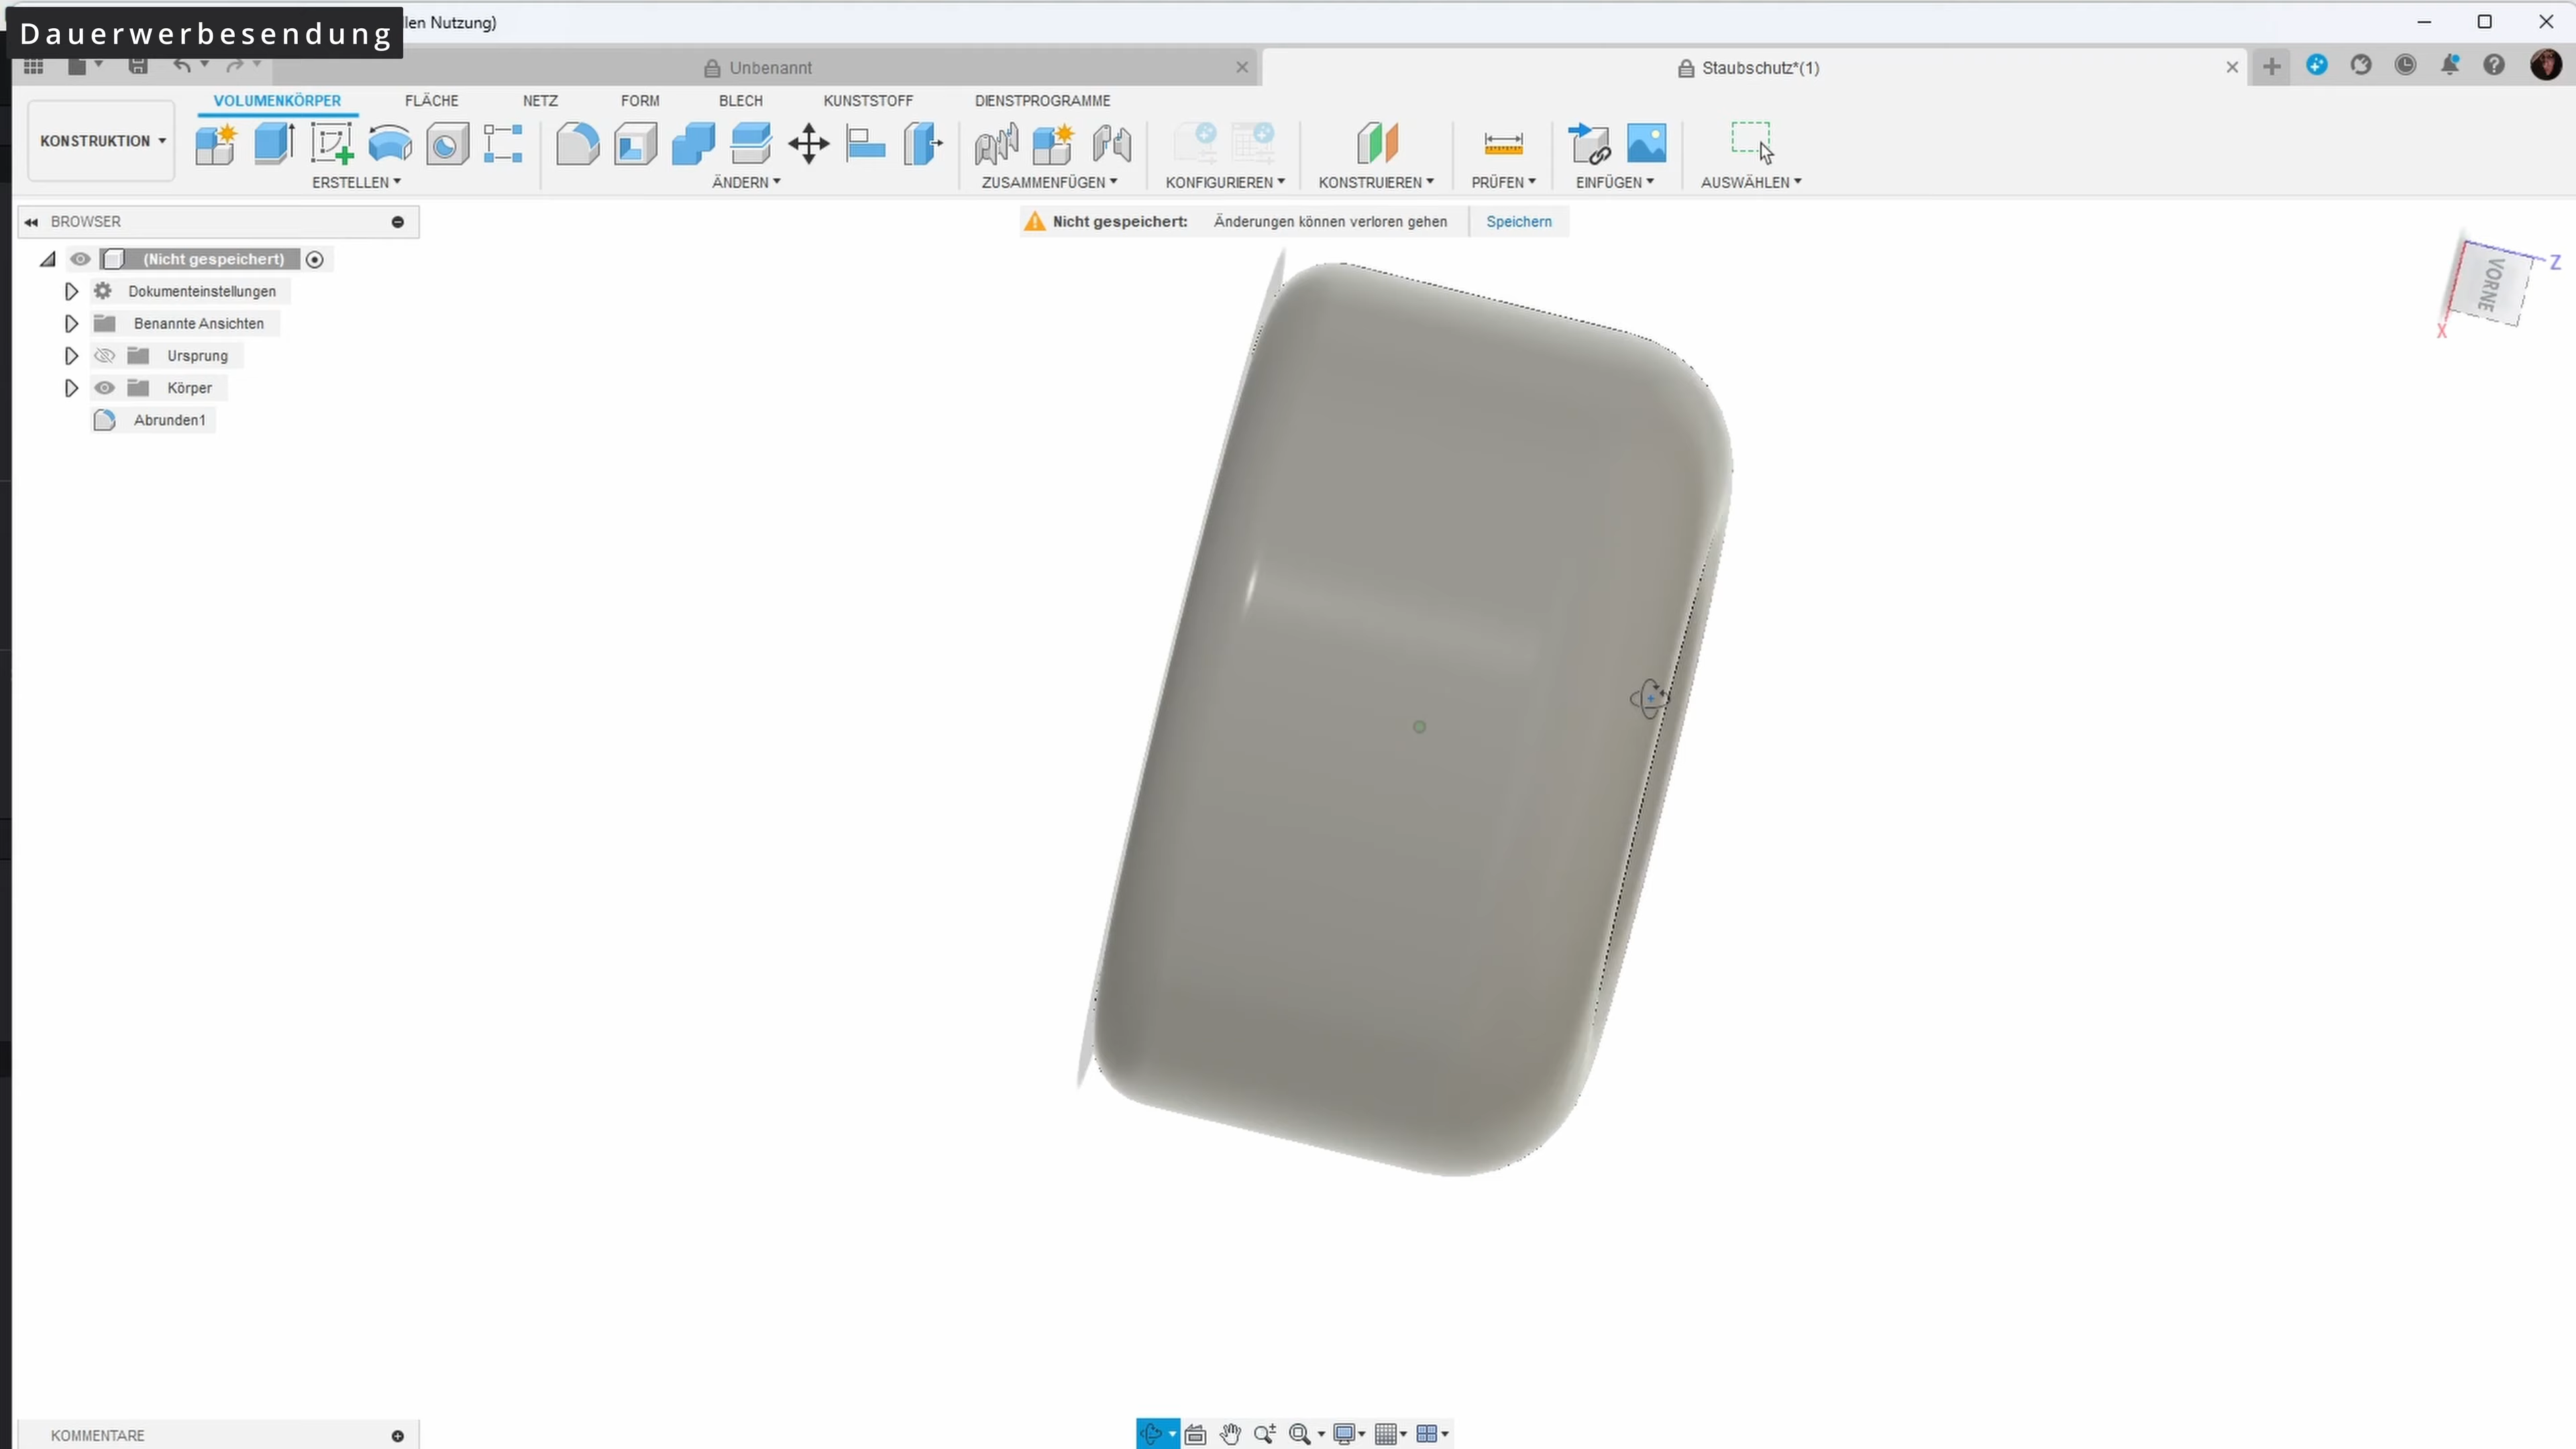 Dauerwerbesendung
len Nutzung)
Unbenannt
Staubschutz*(1)
KONSTRUKTION
VOLUMENKÖRPER
FLÄCHE
NETZ
FORM
BLECH
KUNSTSTOFF
DIENSTPROGRAMME
ERSTELLEN
ÄNDERN
ZUSAMMENFÜGEN
KONFIGURIEREN
KONSTRUIEREN
PRÜFEN
EINFÜGEN
AUSWÄHLEN
BROWSER
Nicht gespeichert: Änderungen können verloren gehen Speichern
(Nicht gespeichert)
Dokumenteinstellungen
Benannte Ansichten
Ursprung
Körper
Abrunden1
Z
VORNE
X
KOMMENTARE